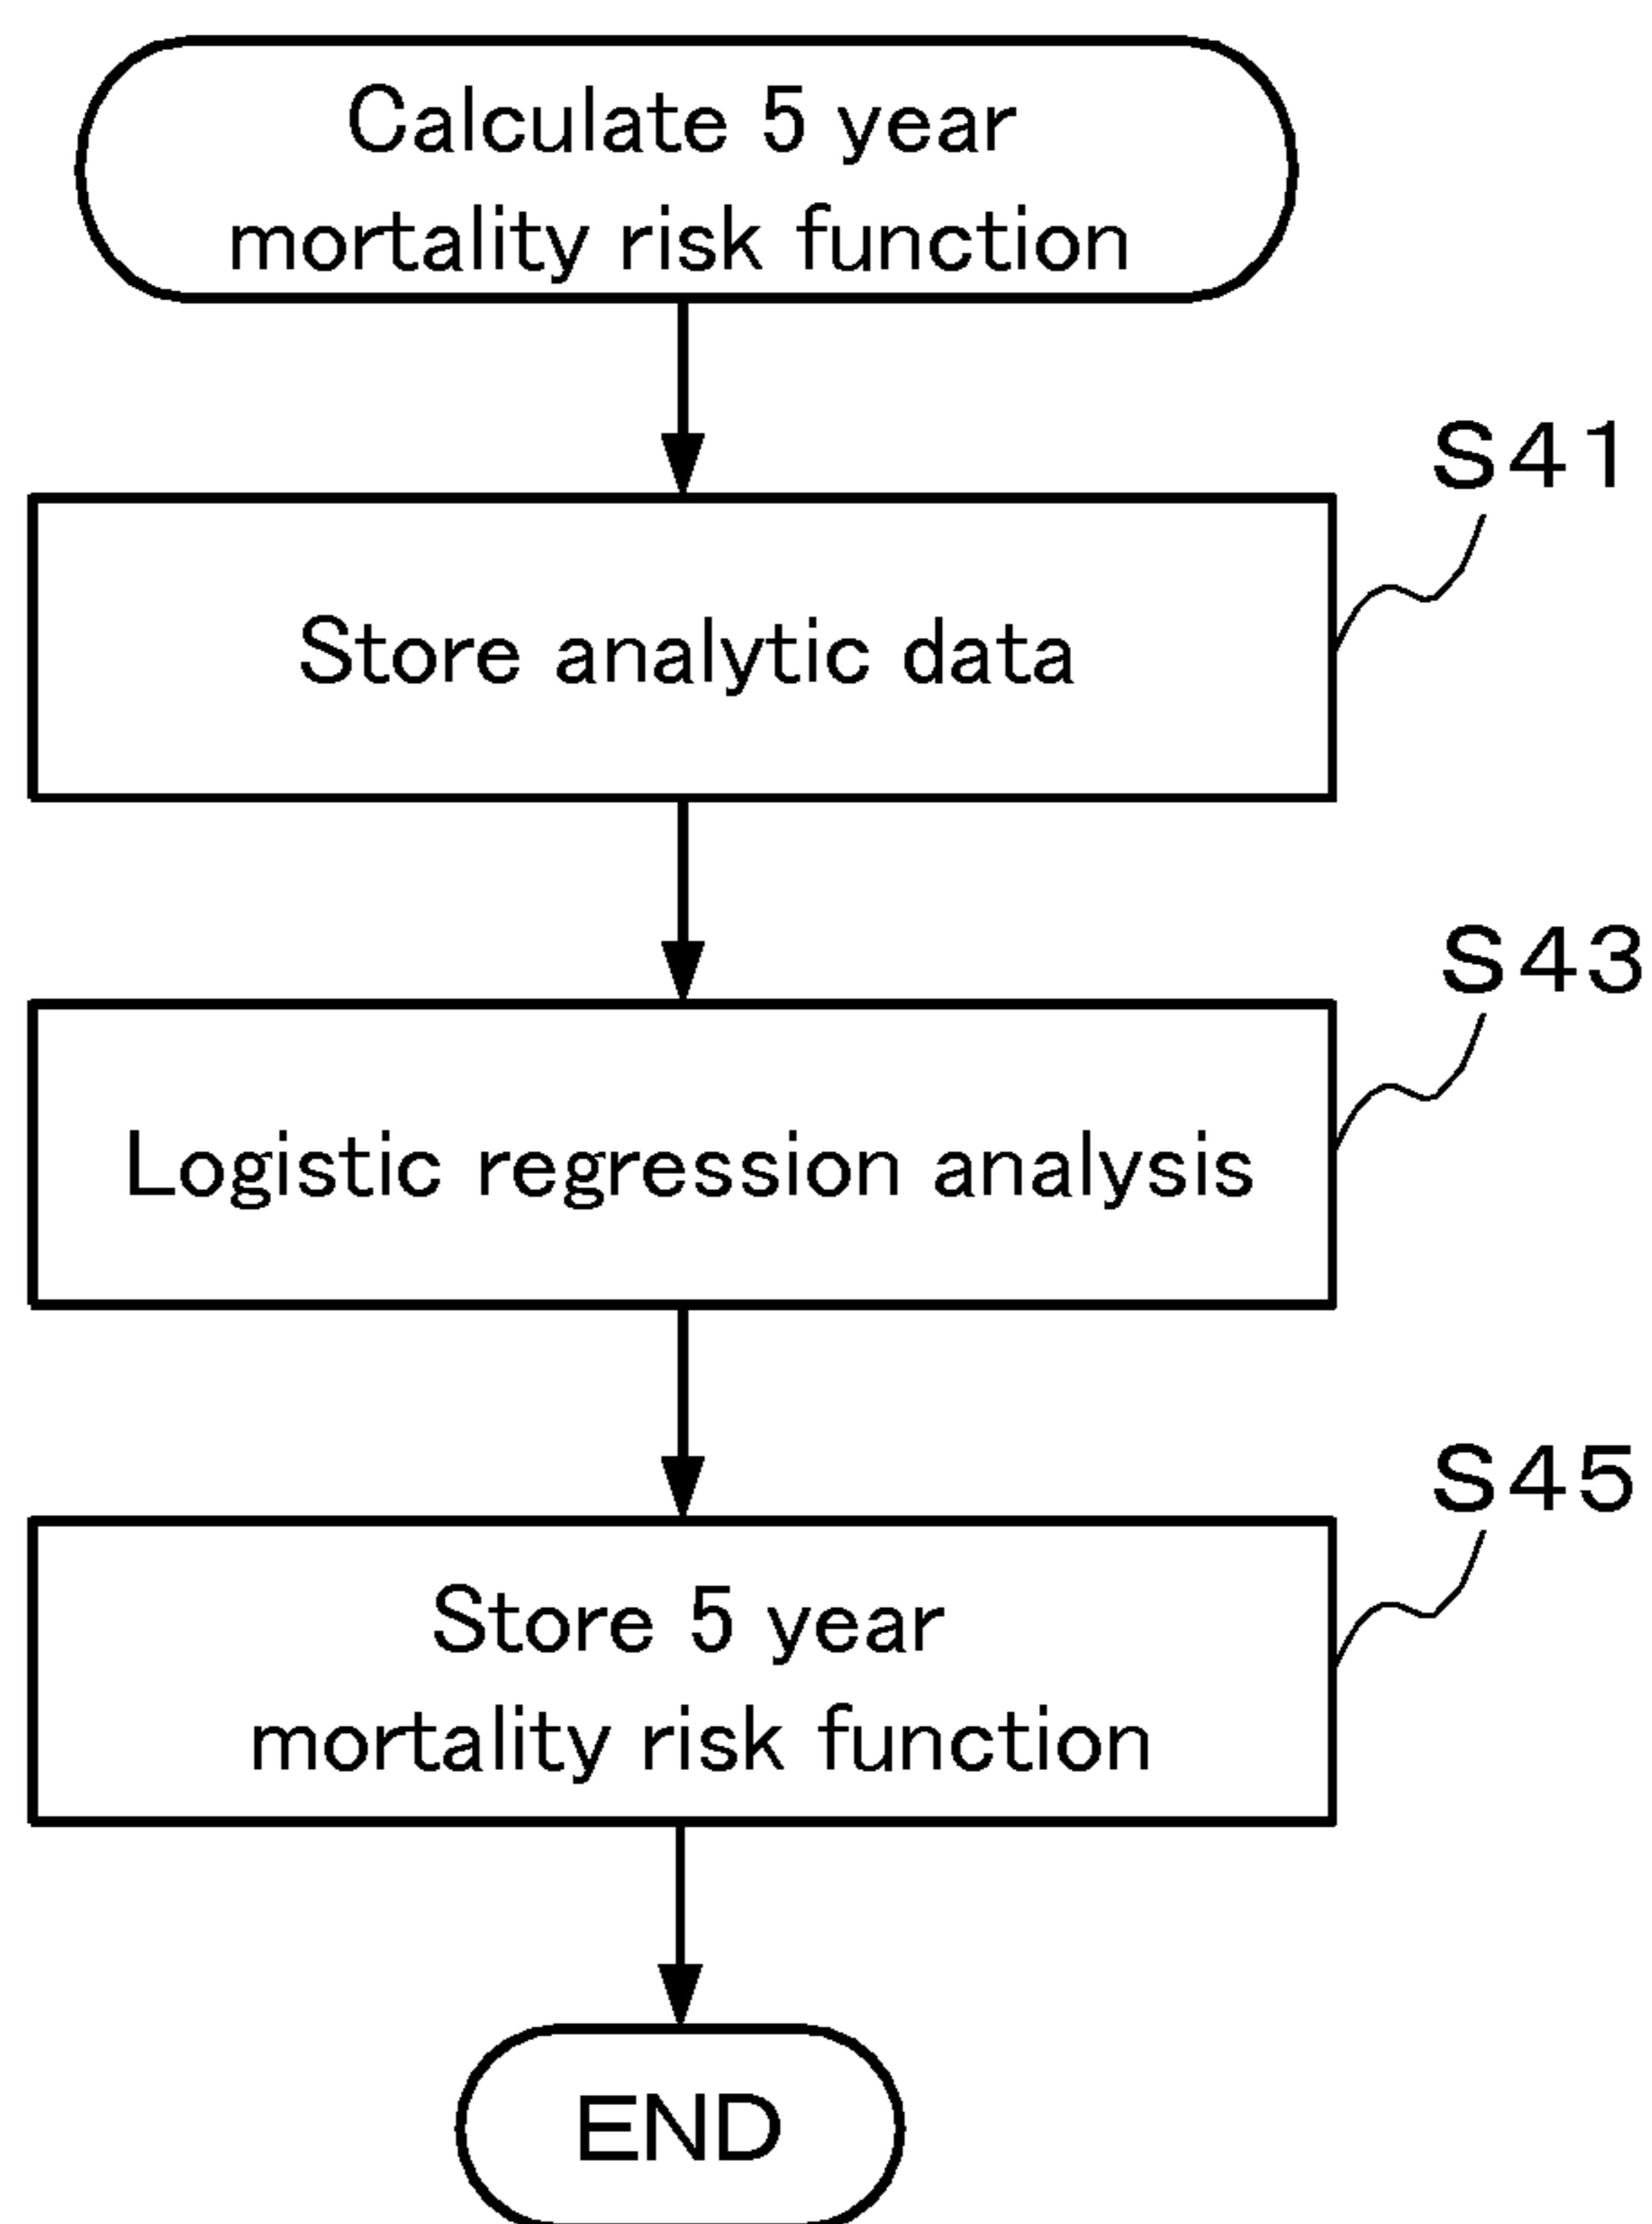 Calculate 5 year
mortality risk function
S41
Store analytic data
S43
Logistic regression analysis
S45
Store 5 year
mortality risk function
END